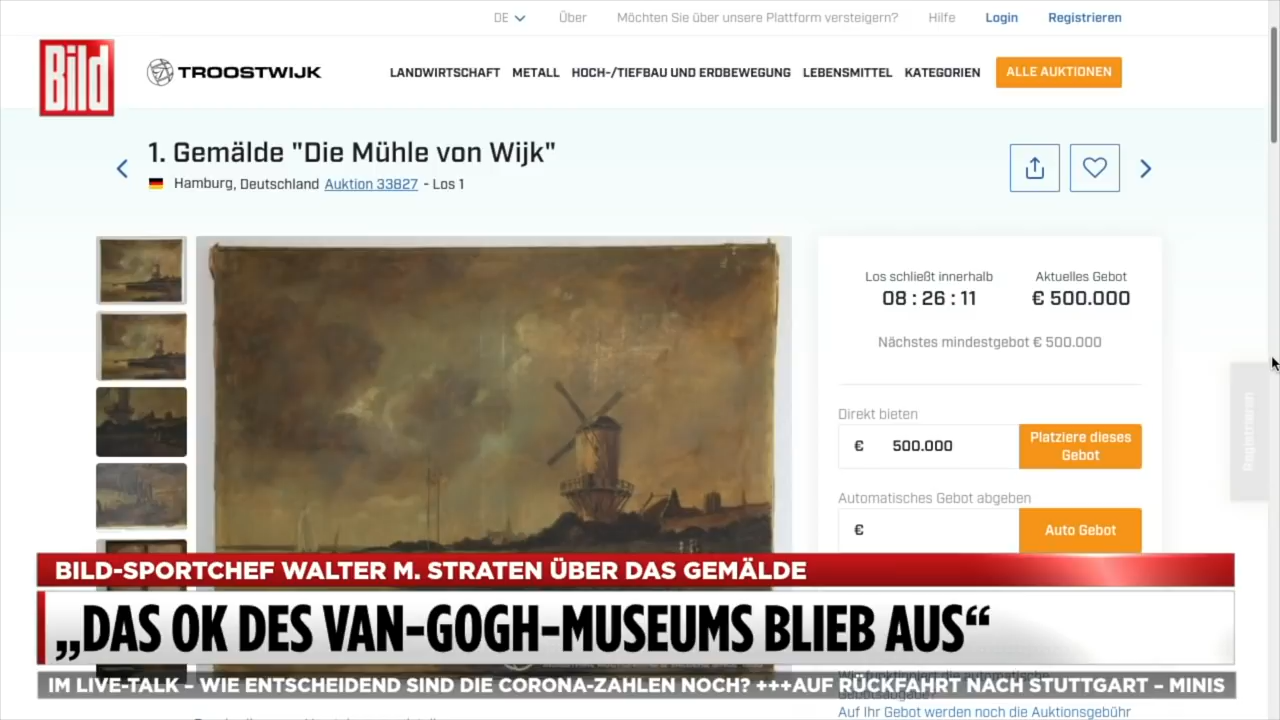 DE Über Möchten Sie über unsere Plattform versteigern? Hilfe Login Registrieren
Bild
TROOSTWIJK
LANDWIRTSCHAFT METALL HOCH-/TIEFBAU UND ERDBEWEGUNG LEBENSMITTEL KATEGORIEN ALLE AUKTIONEN
1. Gemälde "Die Mühle von Wijk"
Hamburg, Deutschland Auktion 33827 - Los 1
Los schließt innerhalb
08 : 26 : 11
Aktuelles Gebot
€ 500.000
Nächstes mindestgebot € 500.000
Direkt bieten
€ 500.000
Platziere dieses
Gebot
Automatisches Gebot abgeben
€
Auto Gebot
Registrieren
BILD-SPORTCHEF WALTER M. STRATEN ÜBER DAS GEMÄLDE
„DAS OK DES VAN-GOGH-MUSEUMS BLIEB AUS“
IM LIVE-TALK – WIE ENTSCHEIDEND SIND DIE CORONA-ZAHLEN NOCH? +++AUF RÜCKFAHRT NACH STUTTGART – MINIS
Auf Ihr Gebot werden noch die Auktionsgebühr